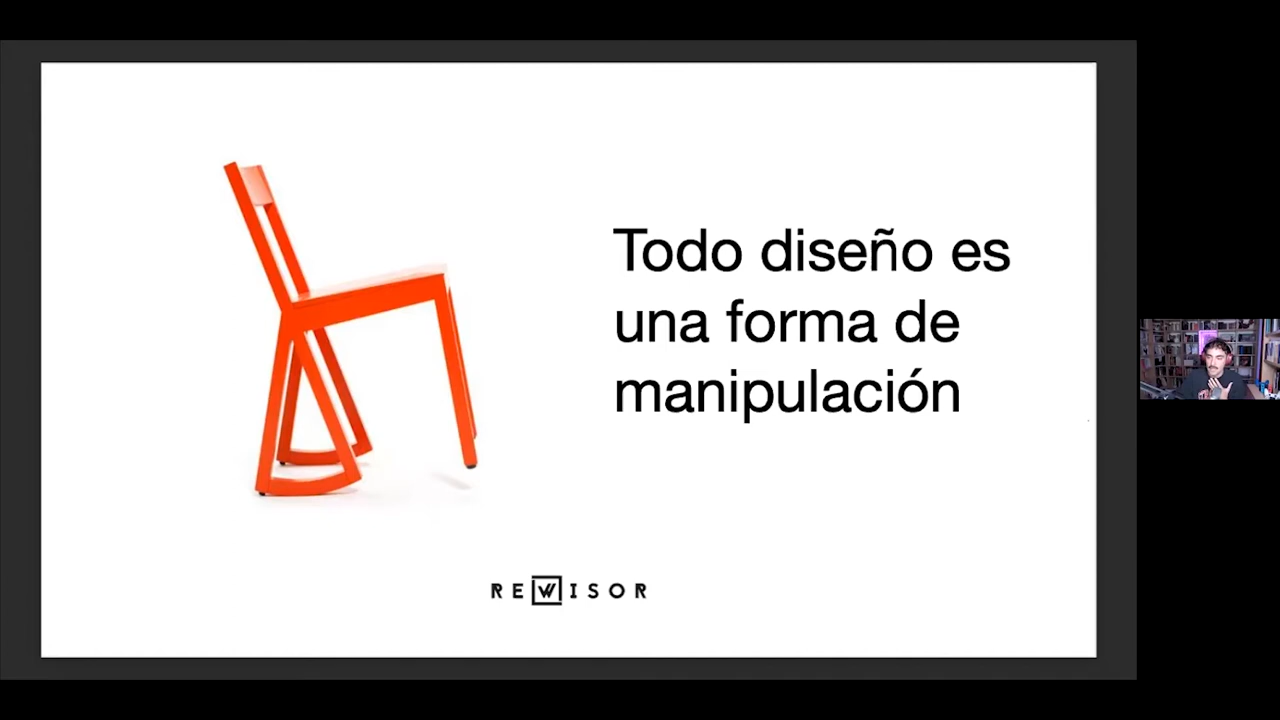 Todo diseño es
una forma de
manipulación
REWISOR